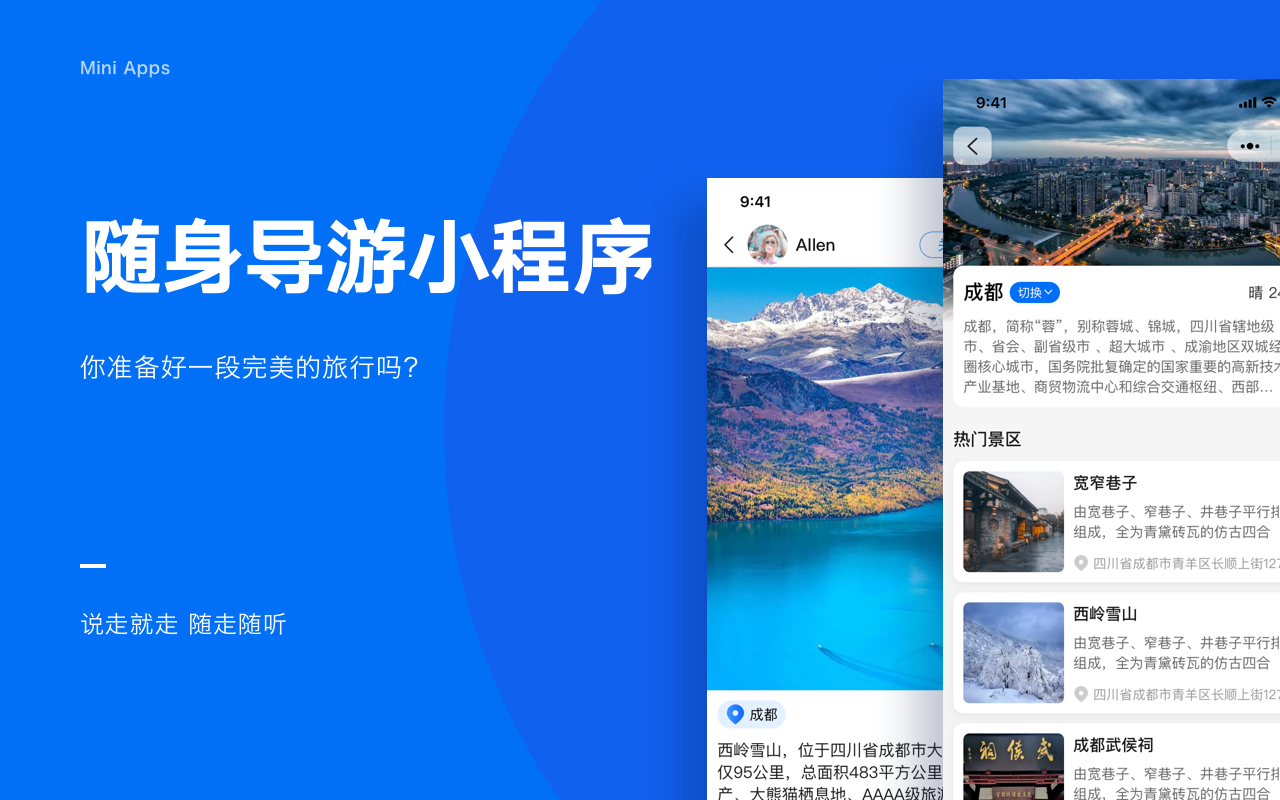 Mini Apps
随身导游小程序
你准备好一段完美的旅行吗？
说走就走 随走随听
9:41
Allen
成都
西岭雪山，位于四川省成都市大
仅95公里，总面积483平方公里
产、大熊猫栖息地、AAAA级旅游
9:41
成都 切换 晴 24
成都，简称“蓉”，别称蓉城、锦城，四川省辖地级
市、省会、副省级市 、超大城市 、成渝地区双城经
圈核心城市，国务院批复确定的国家重要的高新技术
产业基地、商贸物流中心和综合交通枢纽、西部...
热门景区
宽窄巷子
由宽巷子、窄巷子、井巷子平行排
组成，全为青黛砖瓦的仿古四合
四川省成都市青羊区长顺上街127
西岭雪山
由宽巷子、窄巷子、井巷子平行排
组成，全为青黛砖瓦的仿古四合
四川省成都市青羊区长顺上街127
祠侯武
成都武侯祠
由宽巷子、窄巷子、井巷子平行排
组成，全为青黛砖瓦的仿古四合